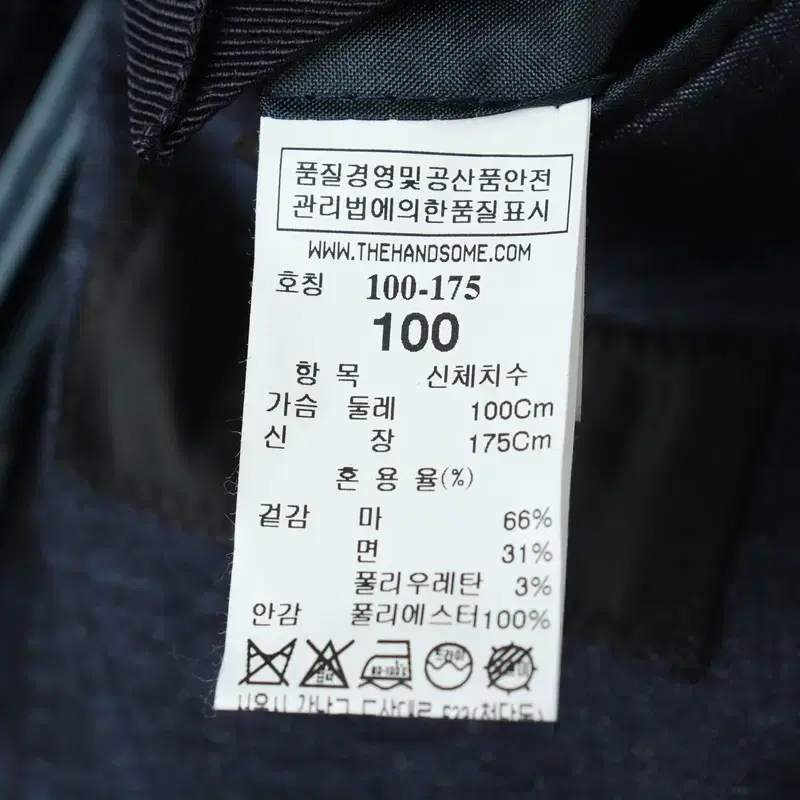 품질경영및공산품안전
관리법에의한품질표시
WWW.THEHANDSOME.COM
호칭 100-175
100
항 목 신체치수
가슴 둘레 100Cm
신 장 175Cm
혼 용 율(%)
겉감 마 66%
면 31%
폴리우레탄 3%
안감 폴리에스터100%
드라이